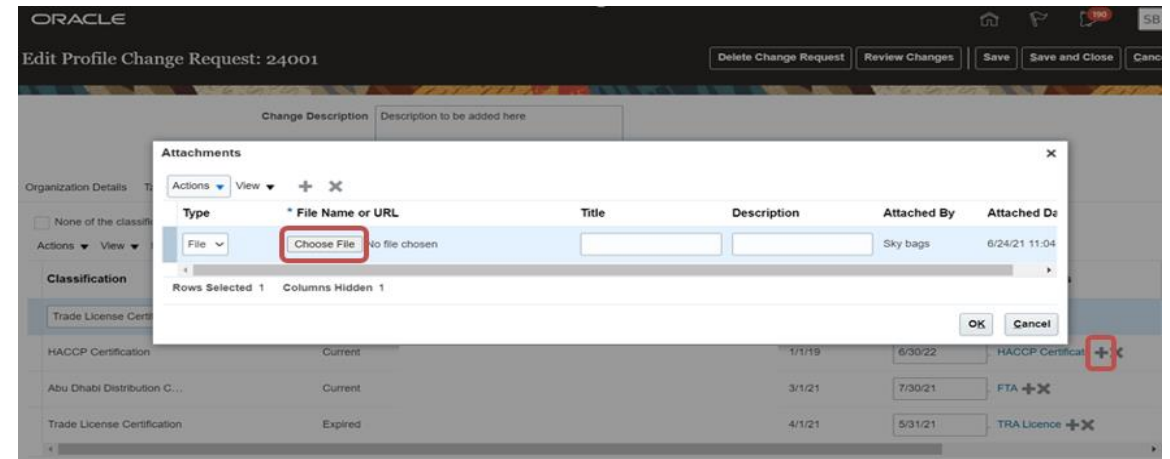 ORACLE
190
SB
Edit Profile Change Request: 24001
Delete Change Request Review Changes Save Save and Close
Change Description Description to be added here
Attachments
Organization Details
Actions View
Type * File Name or URL Title Description Attached By Attached Da
None of the classifi
File Choose File No file chosen Sky bags 6/24/21 11:04
Actions View
Classification
Rows Selected 1 Columns Hidden 1
Trade License Certi
OK Cancel
HACCP Certification Current 1/1/19 6/30/22 HACCP Certificat
Abu Dhabi Distribution C... Current 3/1/21 7/30/21 FTA
Trade License Certification Expired 4/1/21 5/31/21 TRA Licence